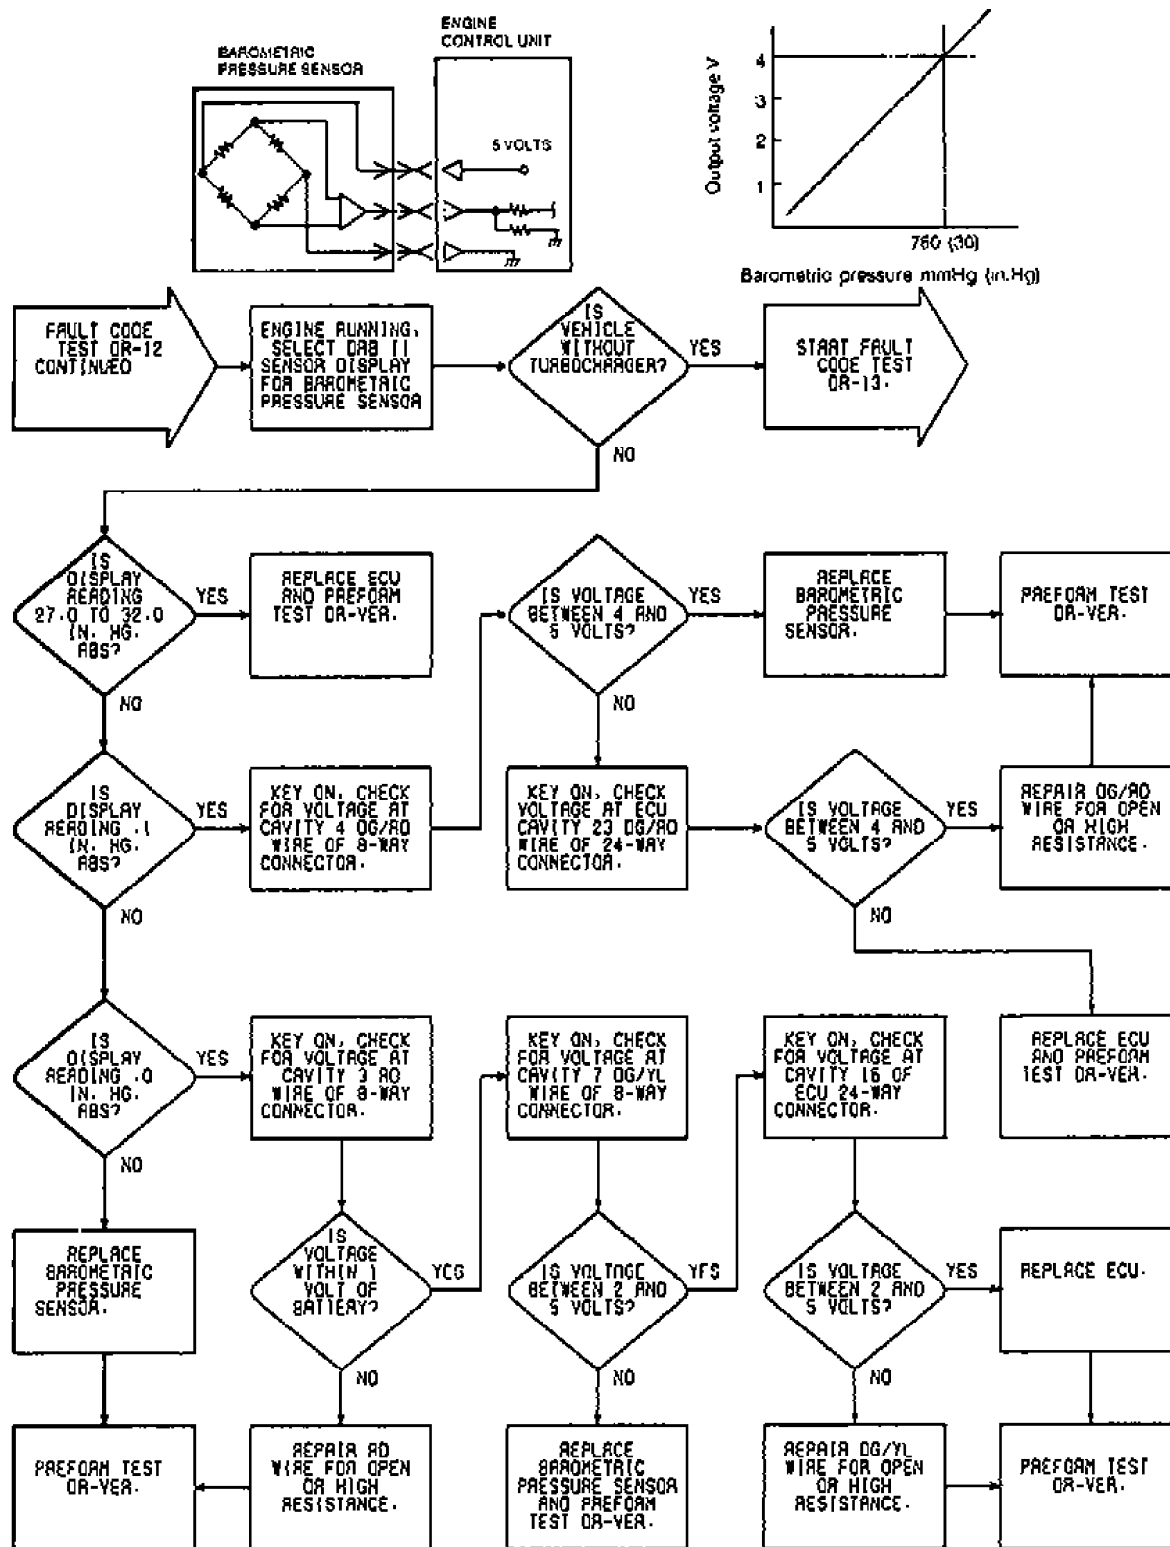 ENGINE
CONTROL UNIT
BAROMETRIC
PRESSURE SENSOR
5 VOLTS
Output voltage V
4
3
2
1
760 (30)
Barometric pressure mmHg (in.Hg)
FAULT CODE
TEST DR-12
CONTINUED
ENGINE RUNNING,
SELECT DRB II
SENSOR DISPLAY
FOR BAROMETRIC
PRESSURE SENSOR
IS
VEHICLE
WITHOUT
TURBOCHARGER?
YES
START FAULT
CODE TEST
DR-13.
NO
IS
DISPLAY
READING
27.0 TO 32.0
IN. HG.
ABS?
YES
REPLACE ECU
AND PREFORM
TEST DR-VER.
IS VOLTAGE
BETWEEN 4 AND
5 VOLTS?
YES
REPLACE
BAROMETRIC
PRESSURE
SENSOR.
PREFORM TEST
DR-VER.
NO
NO
IS
DISPLAY
READING .1
IN. HG.
ABS?
YES
KEY ON, CHECK
FOR VOLTAGE AT
CAVITY 4 DG/RD
WIRE OF 8-WAY
CONNECTOR.
KEY ON, CHECK
VOLTAGE AT ECU
CAVITY 23 DG/RD
WIRE OF 24-WAY
CONNECTOR.
IS VOLTAGE
BETWEEN 4 AND
5 VOLTS?
YES
REPAIR DG/RD
WIRE FOR OPEN
OR HIGH
RESISTANCE.
NO
NO
IS
DISPLAY
READING .0
IN. HG.
ABS?
YES
KEY ON, CHECK
FOR VOLTAGE AT
CAVITY 3 RD
WIRE OF 8-WAY
CONNECTOR.
KEY ON, CHECK
FOR VOLTAGE AT
CAVITY 7 DG/YL
WIRE OF 8-WAY
CONNECTOR.
KEY ON, CHECK
FOR VOLTAGE AT
CAVITY 16 OF
ECU 24-WAY
CONNECTOR.
REPLACE ECU
AND PREFORM
TEST DR-VER.
NO
REPLACE
BAROMETRIC
PRESSURE
SENSOR.
IS
VOLTAGE
WITHIN 1
VOLT OF
BATTERY?
YES
IS VOLTAGE
BETWEEN 2 AND
5 VOLTS?
YES
IS VOLTAGE
BETWEEN 2 AND
5 VOLTS?
YES
REPLACE ECU.
NO
NO
NO
PREFORM TEST
DR-VER.
REPAIR RD
WIRE FOR OPEN
OR HIGH
RESISTANCE.
REPLACE
BAROMETRIC
PRESSURE SENSOR
AND PREFORM
TEST DR-VER.
REPAIR DG/YL
WIRE FOR OPEN
OR HIGH
RESISTANCE.
PREFORM TEST
DR-VER.